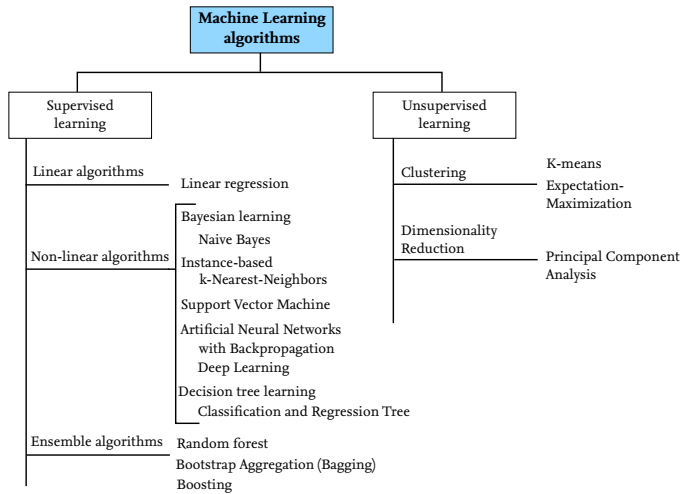 Machine Learning
algorithms
Supervised
learning
Linear algorithms
Linear regression
Non-linear algorithms
Bayesian learning
Naive Bayes
Instance-based
k-Nearest-Neighbors
Support Vector Machine
Artificial Neural Networks
with Backpropagation
Deep Learning
Decision tree learning
Classification and Regression Tree
Ensemble algorithms
Random forest
Bootstrap Aggregation (Bagging)
Boosting
Unsupervised
learning
Clustering
K-means
Expectation-
Maximization
Dimensionality
Reduction
Principal Component
Analysis